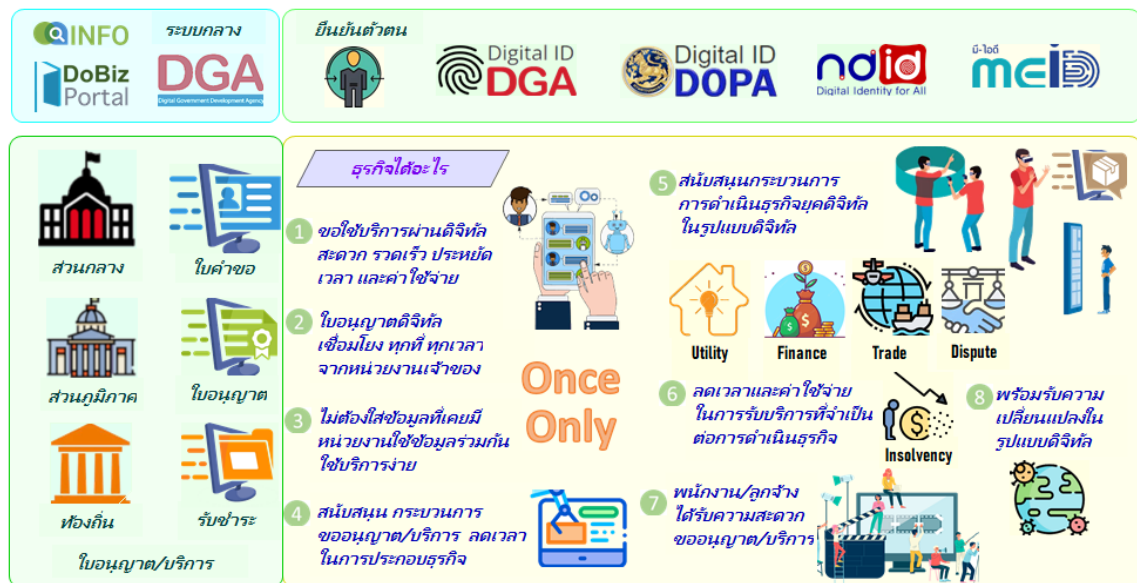 INFO
ระบบกลาง
DoBiz
Portal
DGA
Digital Government Development Agency
ยืนยันตัวตน
Digital ID
DGA
Digital ID
DOPA
ndid
Digital Identity for All
มี-ไอดี
meiD
ส่วนกลาง
ใบคำขอ
ส่วนภูมิภาค
ใบอนุญาต
ท้องถิ่น
รับชำระ
ใบอนุญาต/บริการ
ธุรกิจได้อะไร
1 ขอใช้บริการผ่านดิจิทัล
สะดวก รวดเร็ว ประหยัด
เวลา และค่าใช้จ่าย
2 ใบอนุญาตดิจิทัล
เชื่อมโยง ทุกที่ ทุกเวลา
จากหน่วยงานเจ้าของ
3 ไม่ต้องใส่ข้อมูลที่เคยมี
หน่วยงานใช้ข้อมูลร่วมกัน
ใช้บริการง่าย
4 สนับสนุน กระบวนการ
ขออนุญาต/บริการ ลดเวลา
ในการประกอบธุรกิจ
Once
Only
5 สนับสนุนกระบวนการ
การดำเนินธุรกิจยุคดิจิทัล
ในรูปแบบดิจิทัล
Utility
Finance
Trade
Dispute
6 ลดเวลาและค่าใช้จ่าย
ในการรับบริการที่จำเป็น
ต่อการดำเนินธุรกิจ
Insolvency
7 พนักงาน/ลูกจ้าง
ได้รับความสะดวก
ขออนุญาต/บริการ
8 พร้อมรับความ
เปลี่ยนแปลงใน
รูปแบบดิจิทัล